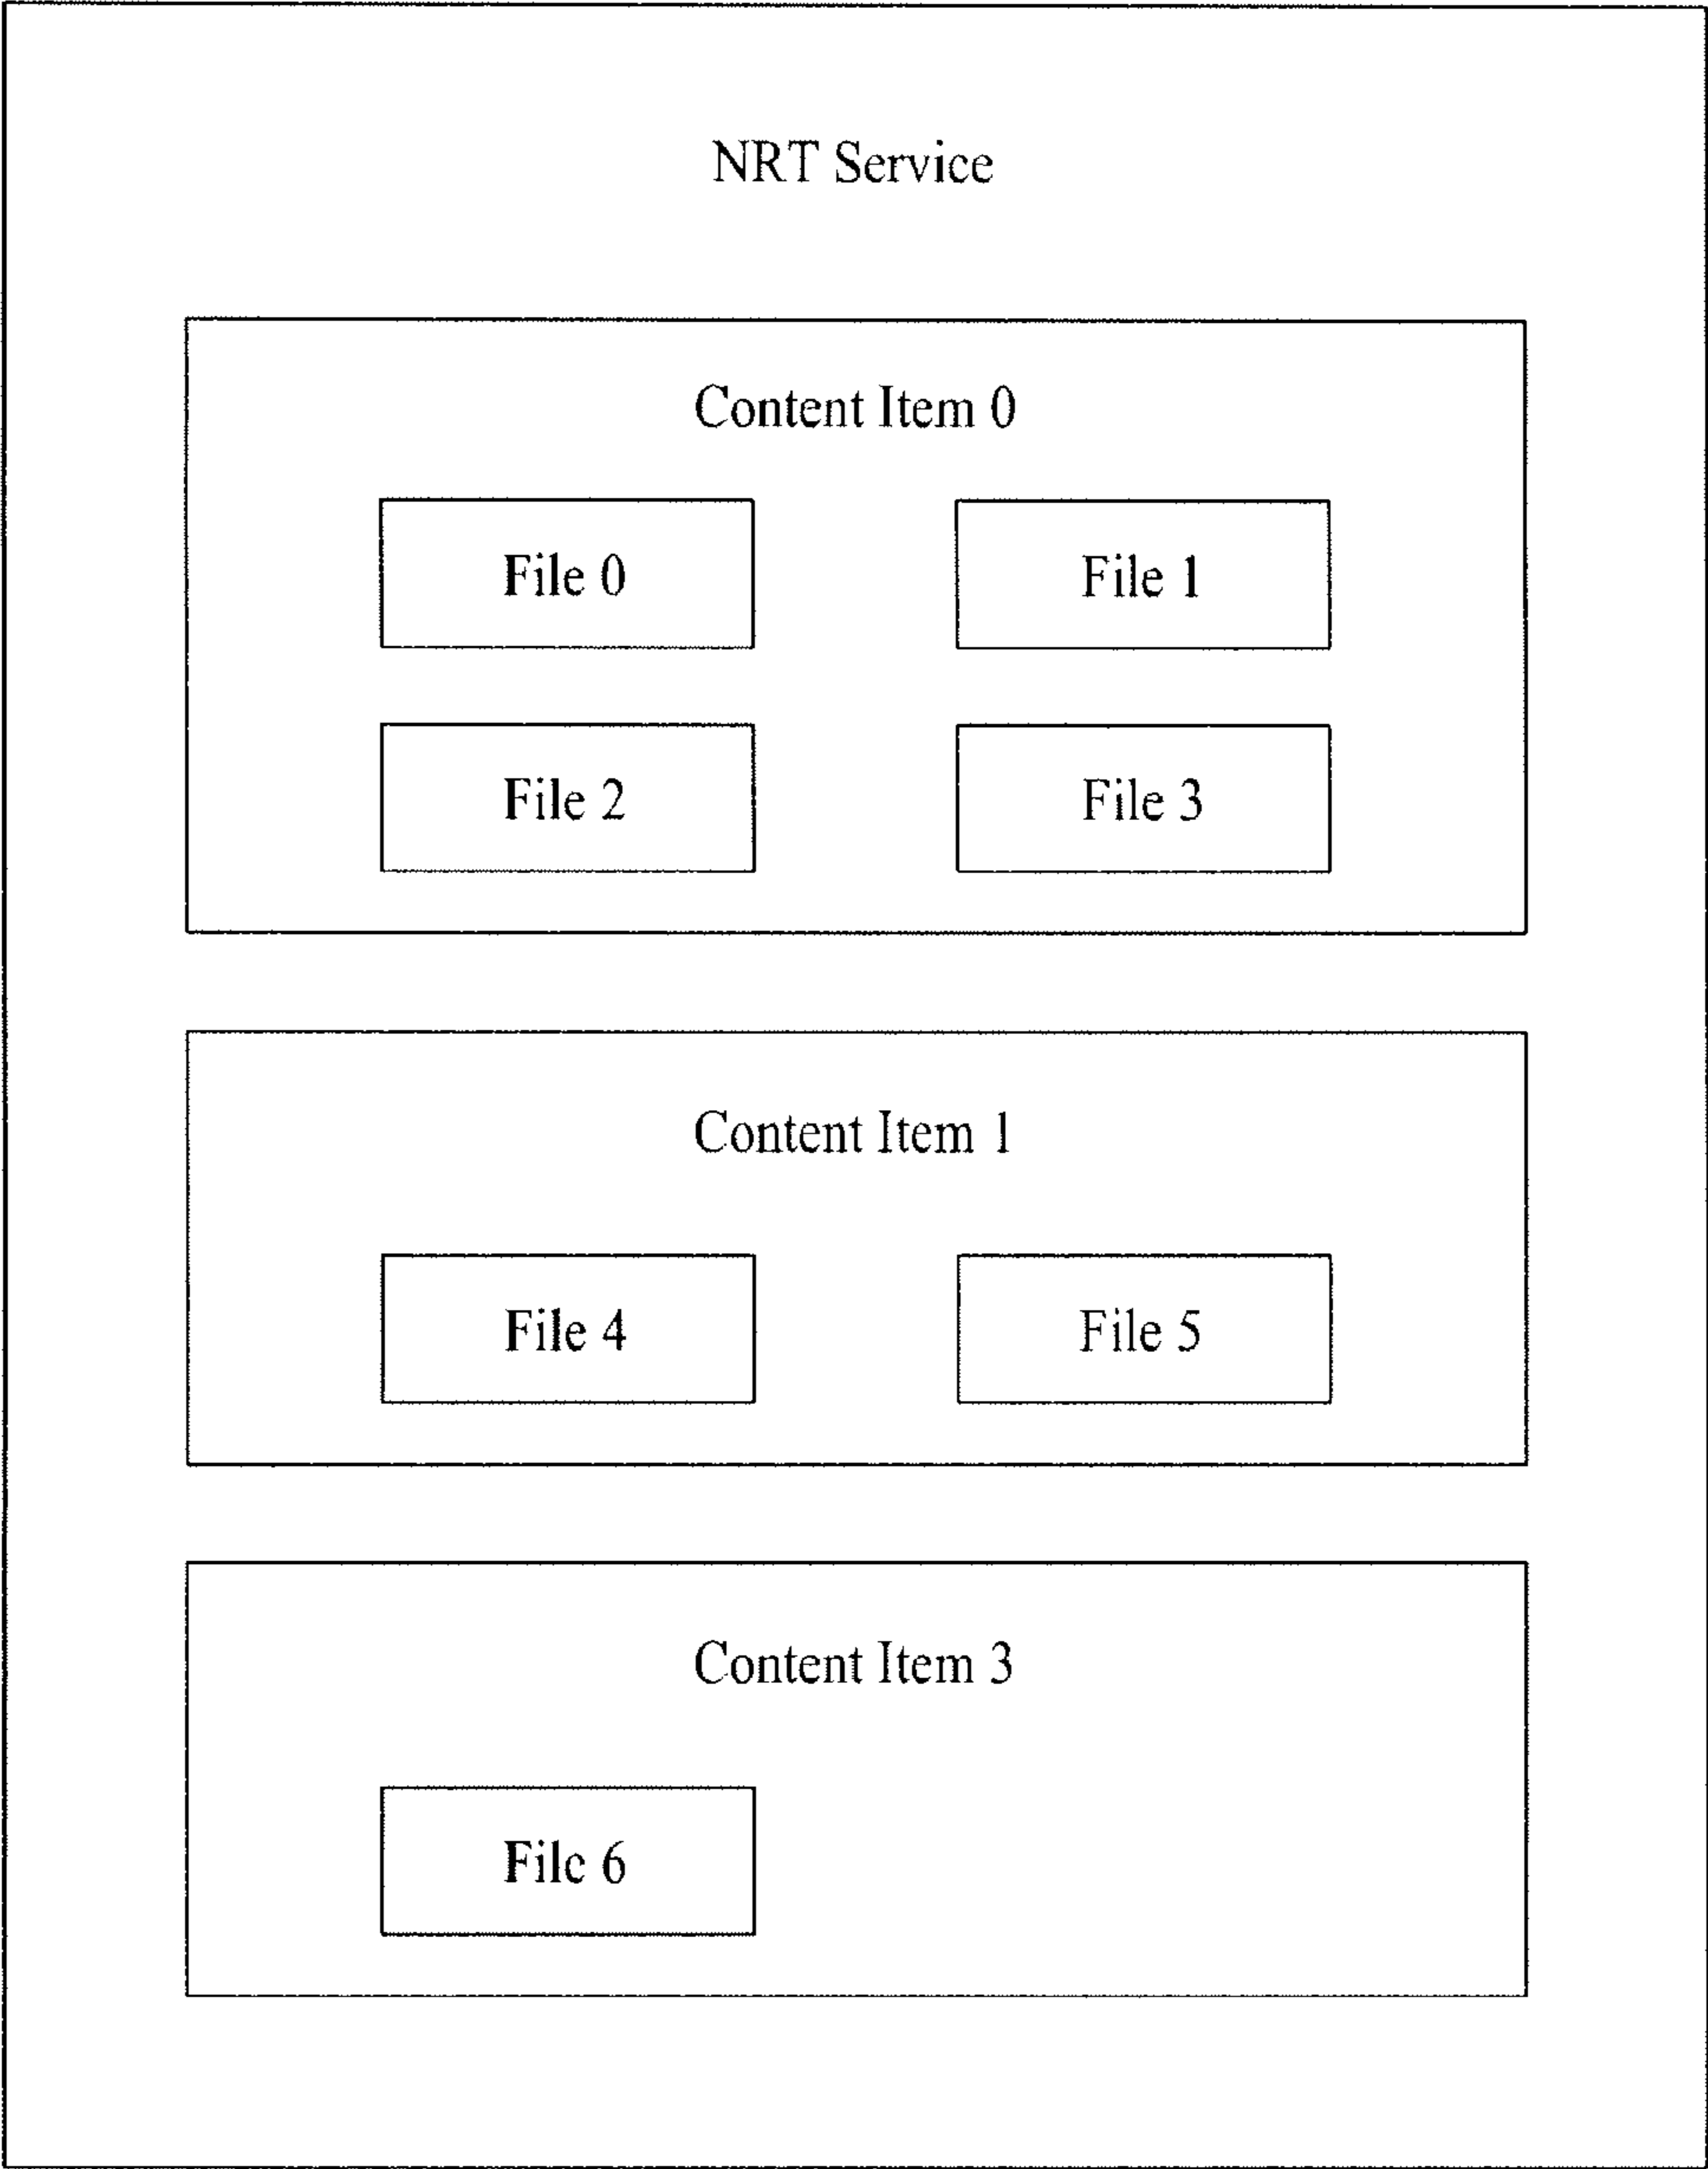 NRT Service
Content Item 0
File 0
File 1
File 2
File 3
Content Item 1
File 4
File 5
Content Item 3
File 6